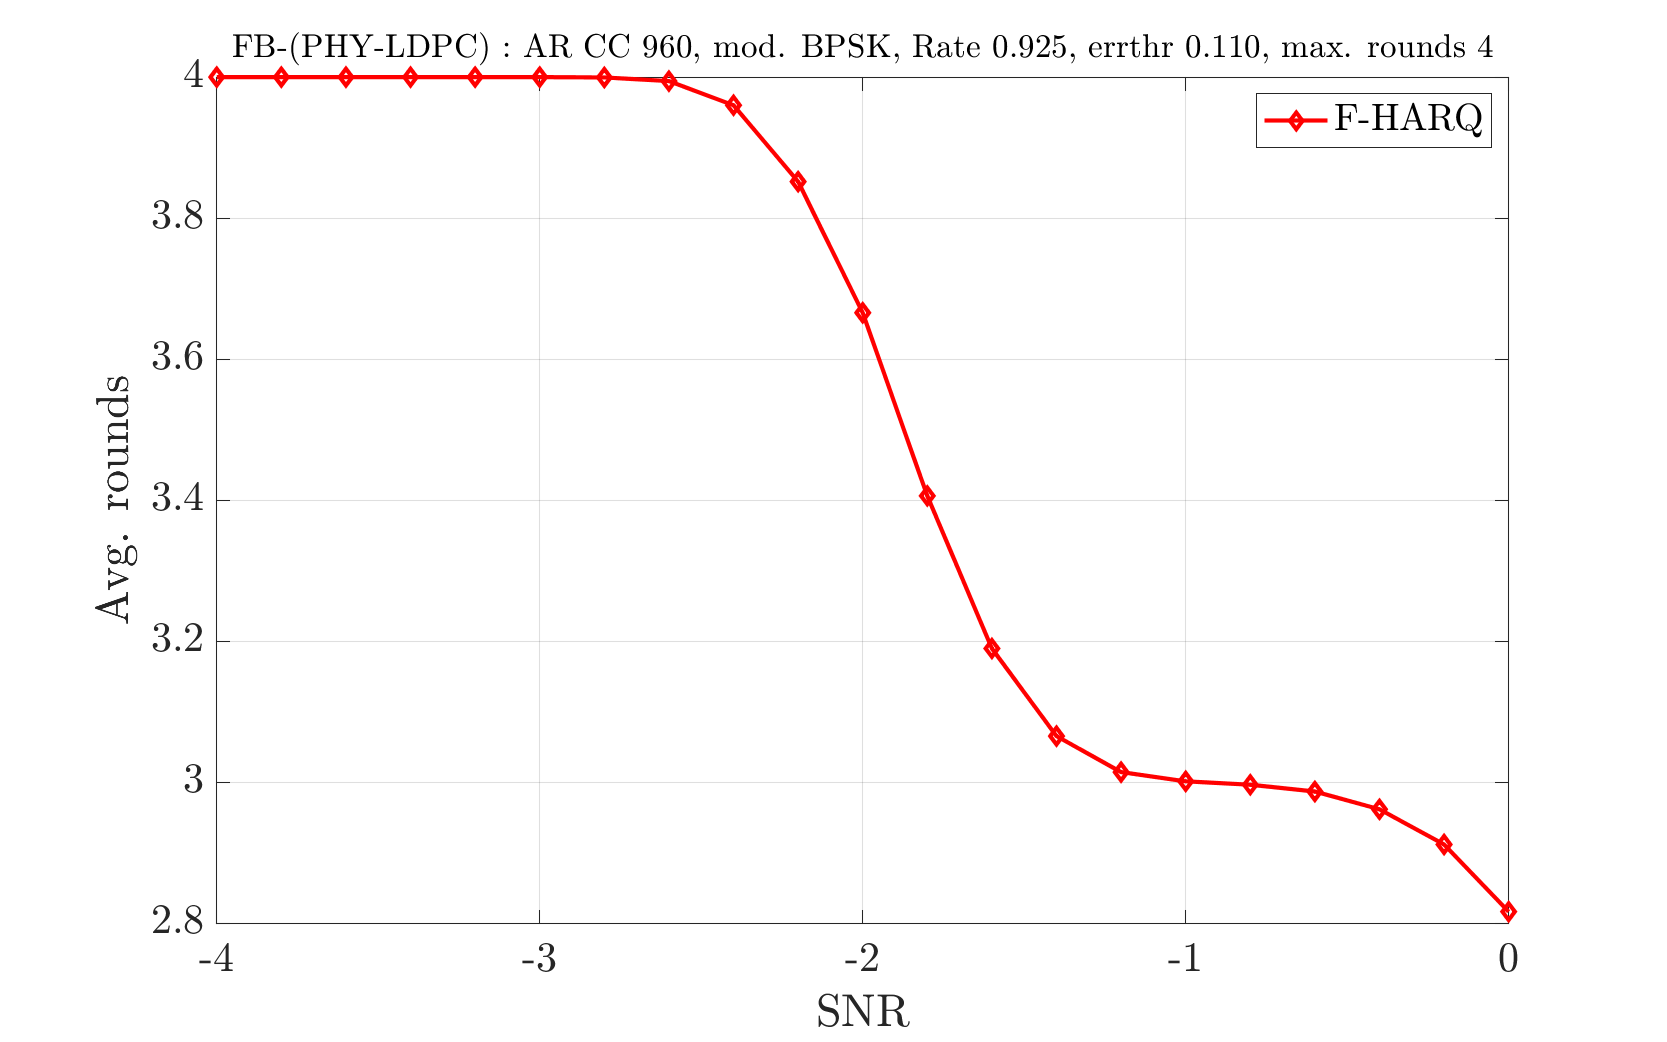 FB-(PHY-LDPC) : AR CC 960, mod. BPSK, Rate 0.925, errthr 0.110, max. rounds 4
F-HARQ
4
3.8
3.6
3.4
3.2
3
2.8
Avg. rounds
-4 -3 -2 -1 0
SNR